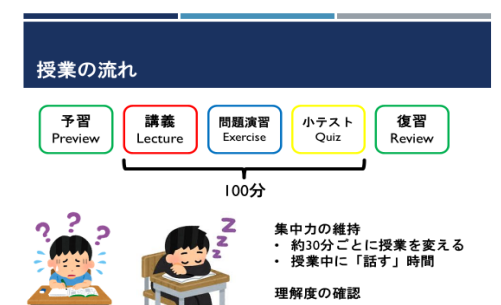 授業の流れ
予習
Preview
講義
Lecture
問題演習
Exercise
小テスト
Quiz
復習
Review
100分
? ? ?
z z z
集中力の維持
• 約30分ごとに授業を変える
• 授業中に「話す」時間
理解度の確認